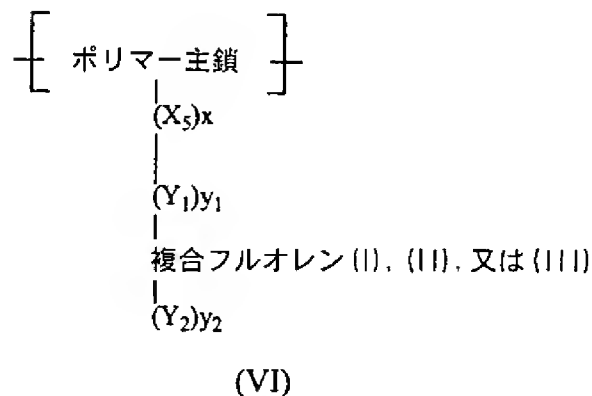 ポリマー主鎖
(X₅)x
(Y₁)y₁
複合フルオレン(I), (II), 又は(III)
(Y₂)y₂
(VI)